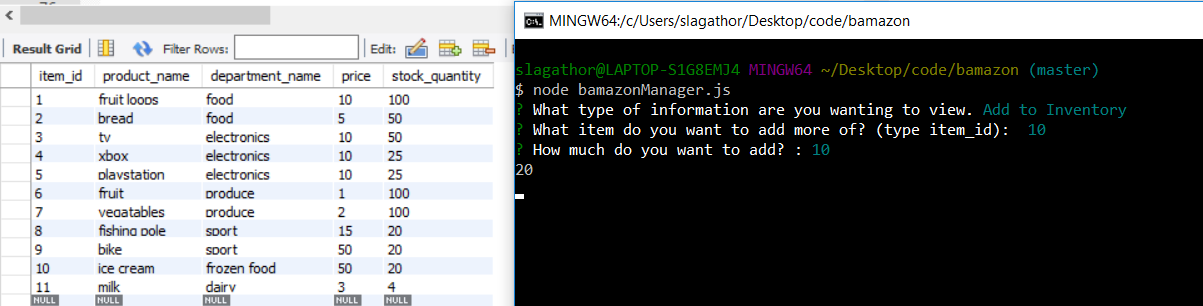 Result Grid Filter Rows: Edit:
item_id product_name department_name price stock_quantity
1 fruit loops food 10 100
2 bread food 5 50
3 tv electronics 10 50
4 xbox electronics 10 25
5 playstation electronics 10 25
6 fruit produce 1 100
7 vegatables produce 2 100
8 fishing pole sport 15 20
9 bike sport 50 20
10 ice cream frozen food 50 20
11 milk dairy 3 4
NULL NULL NULL NULL NULL
MINGW64:/c/Users/slagathor/Desktop/code/bamazon
slagathor@LAPTOP-S1G8EMJ4 MINGW64 ~/Desktop/code/bamazon (master)
$ node bamazonManager.js
? What type of information are you wanting to view. Add to Inventory
? What item do you want to add more of? (type item_id):  10
? How much do you want to add? : 10
20